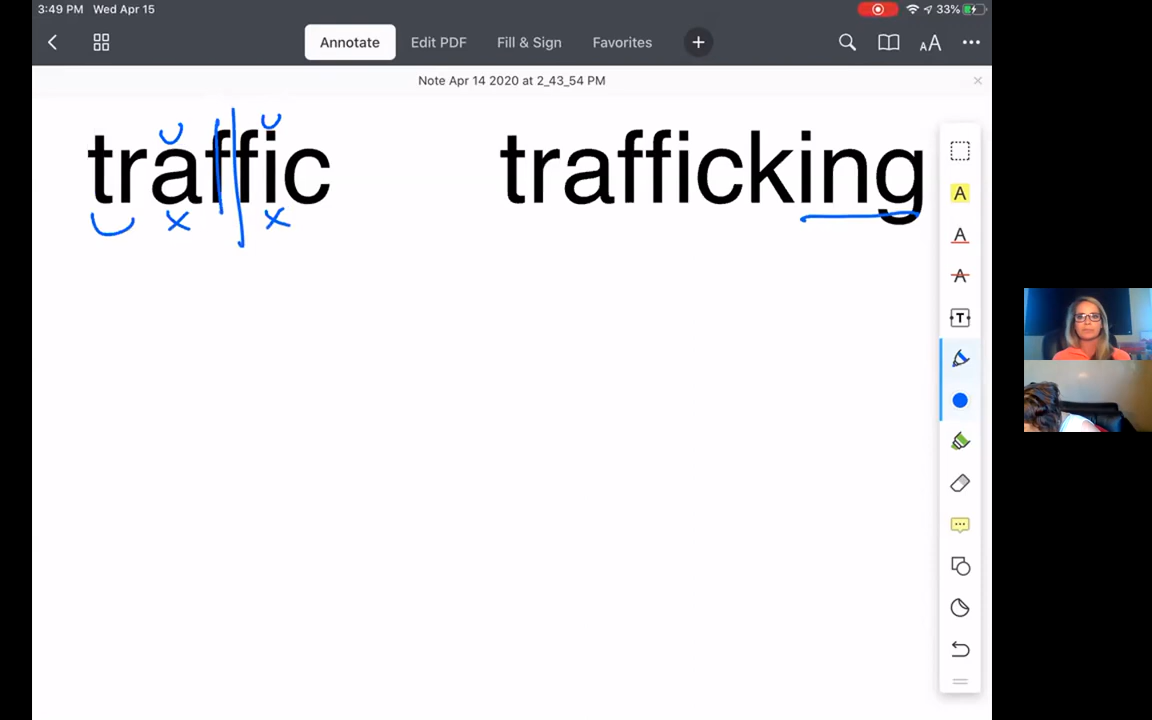 3:49 PM Wed Apr 15 33%
Annotate Edit PDF Fill & Sign Favorites
Note Apr 14 2020 at 2_43_54 PM
traffic trafficking